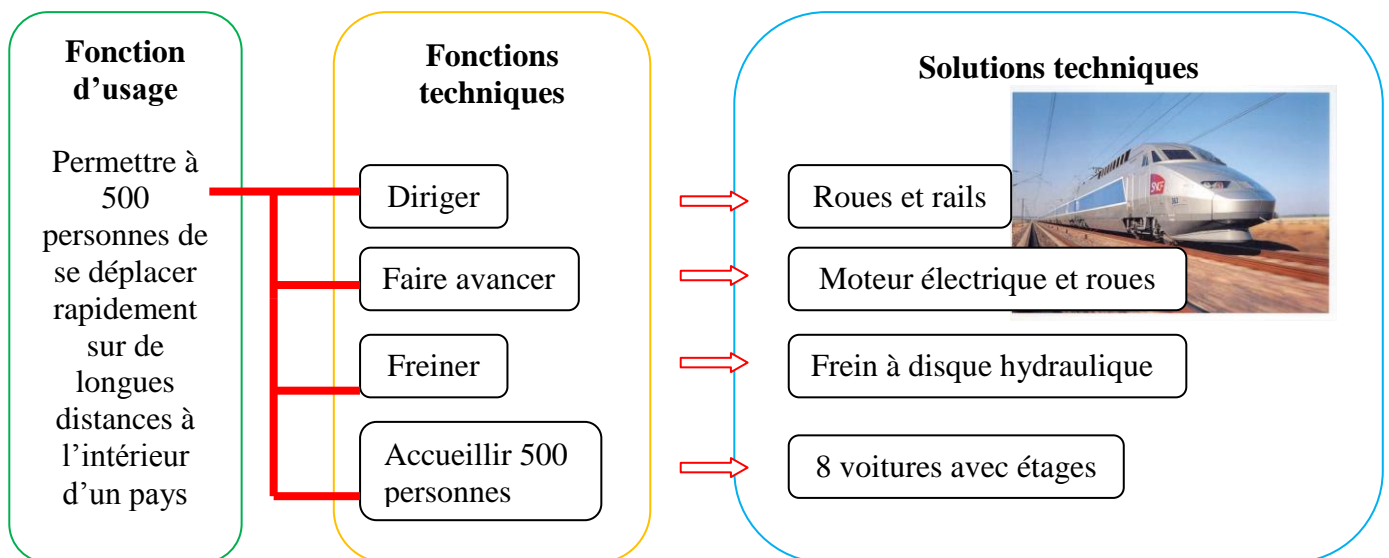 Fonction
d’usage
Permettre à
500
personnes de
se déplacer
rapidement
sur de
longues
distances à
l’intérieur
d’un pays
Fonctions
techniques
Diriger
Faire avancer
Freiner
Accueillir 500
personnes
Solutions techniques
SNCF
Roues et rails
Moteur électrique et roues
Frein à disque hydraulique
8 voitures avec étages